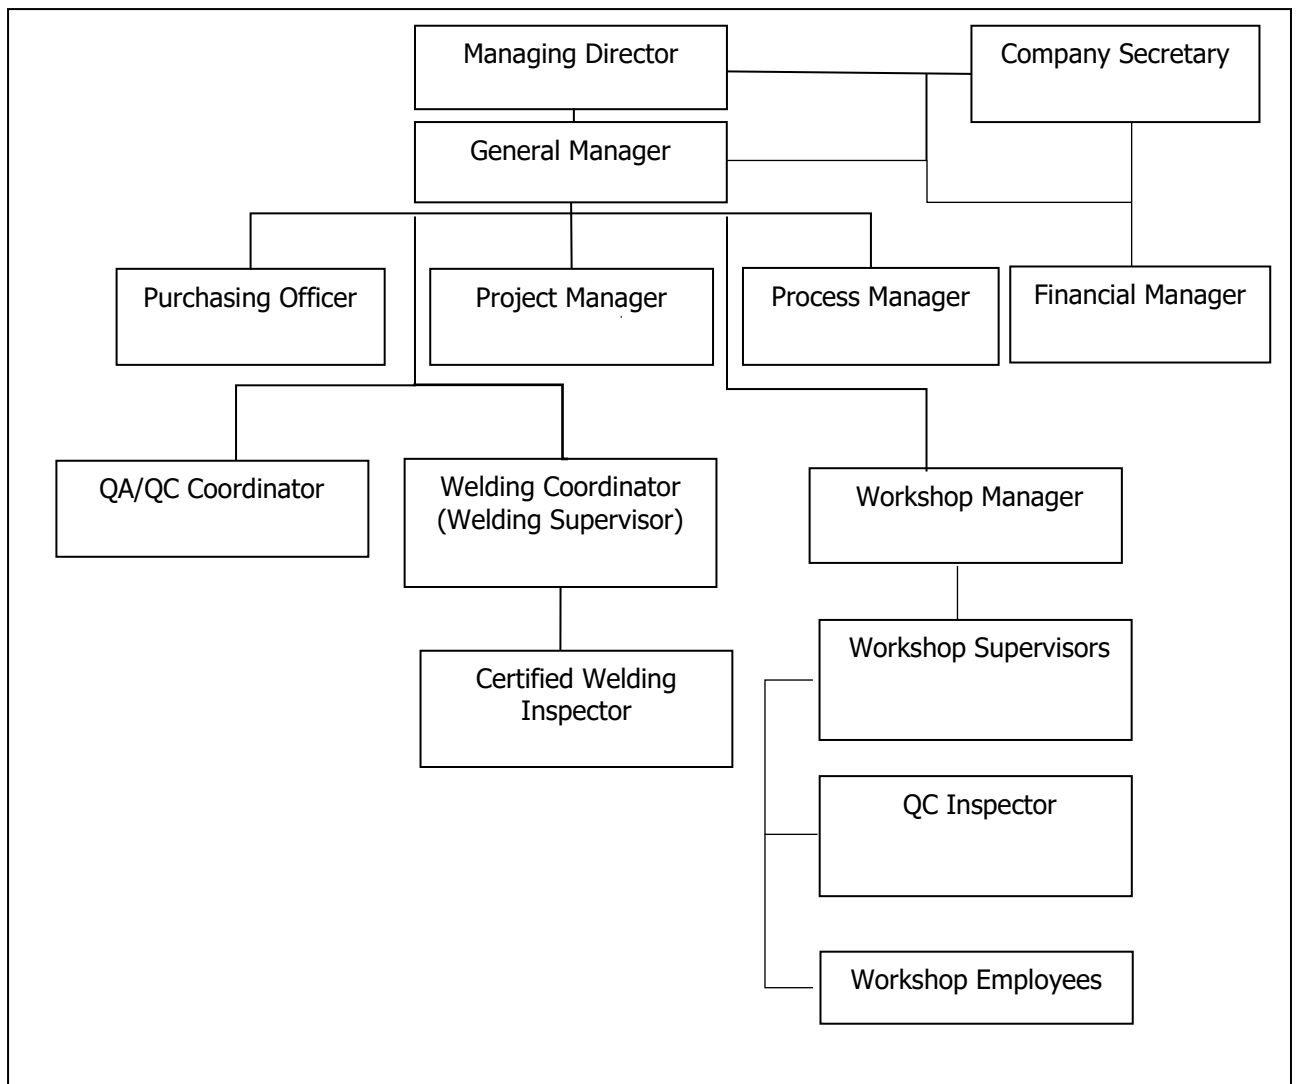 Managing Director
Company Secretary
General Manager
Purchasing Officer
Project Manager
Process Manager
Financial Manager
QA/QC Coordinator
Welding Coordinator
(Welding Supervisor)
Workshop Manager
Certified Welding
Inspector
Workshop Supervisors
QC Inspector
Workshop Employees